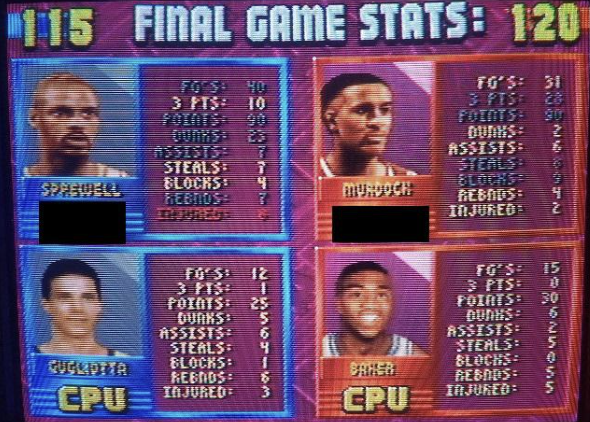 115 FINAL GAME STATS: 120
FG'S: 40
3 PTS: 10
POINTS: 90
DUNKS: 23
ASSISTS: 7
STEALS: 7
BLOCKS: 4
REBNDS: 7
INJURED:
SPREWELL
FG'S: 31
3 PTS: 28
POINTS: 90
DUNKS: 2
ASSISTS: 6
STEALS:
BLOCKS: 9
REBNDS: 4
INJURED: 2
MURDOCK
FG'S: 12
3 PTS: 1
POINTS: 25
DUNKS: 5
ASSISTS: 6
STEALS: 4
BLOCKS: 1
REBNDS: 6
INJURED: 3
GUGLIOTTA
CPU
FG'S: 15
3 PTS: 0
POINTS: 30
DUNKS: 6
ASSISTS: 2
STEALS: 5
BLOCKS: 0
REBNDS: 5
INJURED: 5
BAKER
CPU